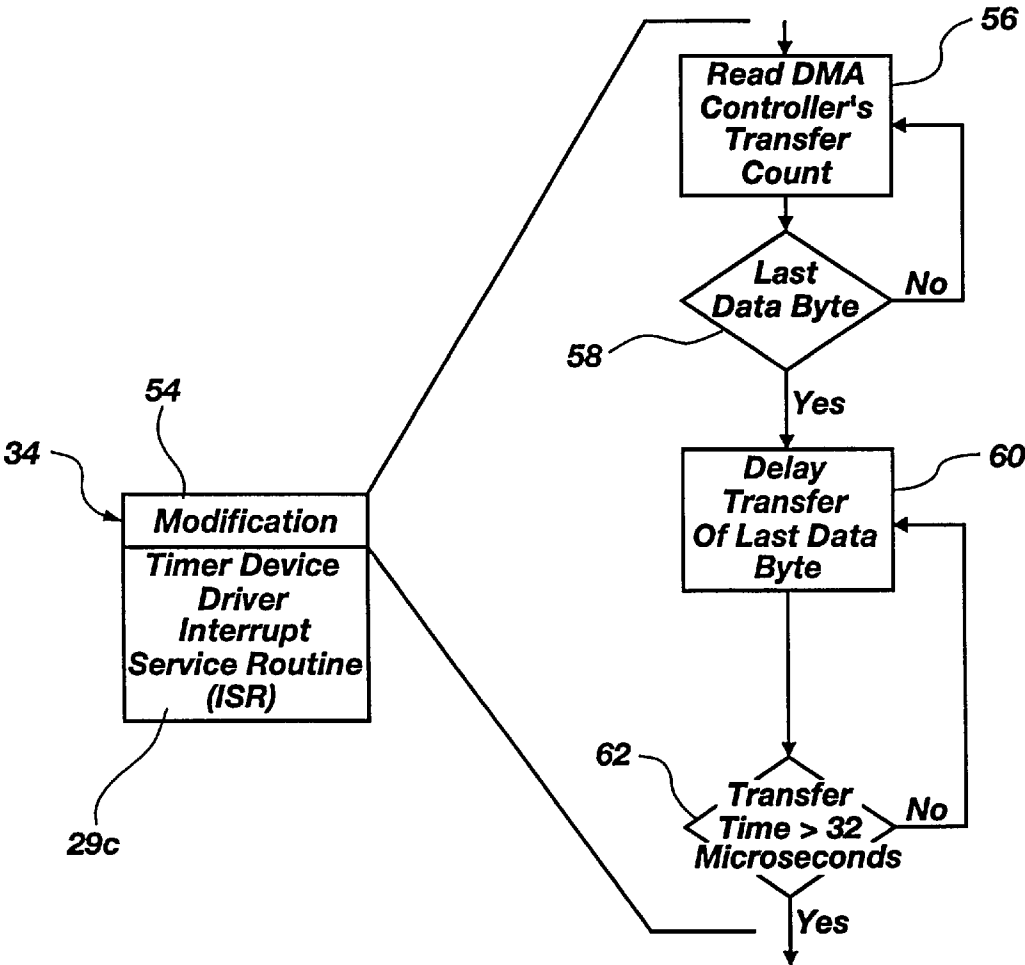 56
Read DMA
Controller's
Transfer
Count
Last
Data Byte
No
58
Yes
54
34
Modification
Timer Device
Driver
Interrupt
Service Routine
(ISR)
29c
60
Delay
Transfer
Of Last Data
Byte
62
Transfer
Time > 32
Microseconds
No
Yes